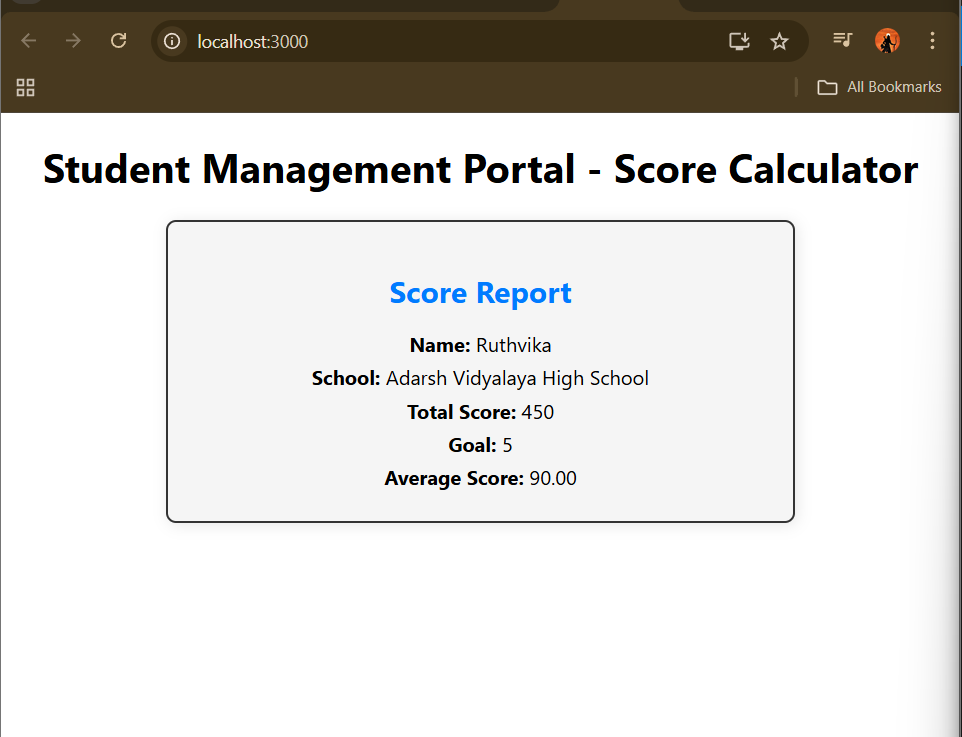 localhost:3000
All Bookmarks
Student Management Portal - Score Calculator
Score Report
Name: Ruthvika
School: Adarsh Vidyalaya High School
Total Score: 450
Goal: 5
Average Score: 90.00